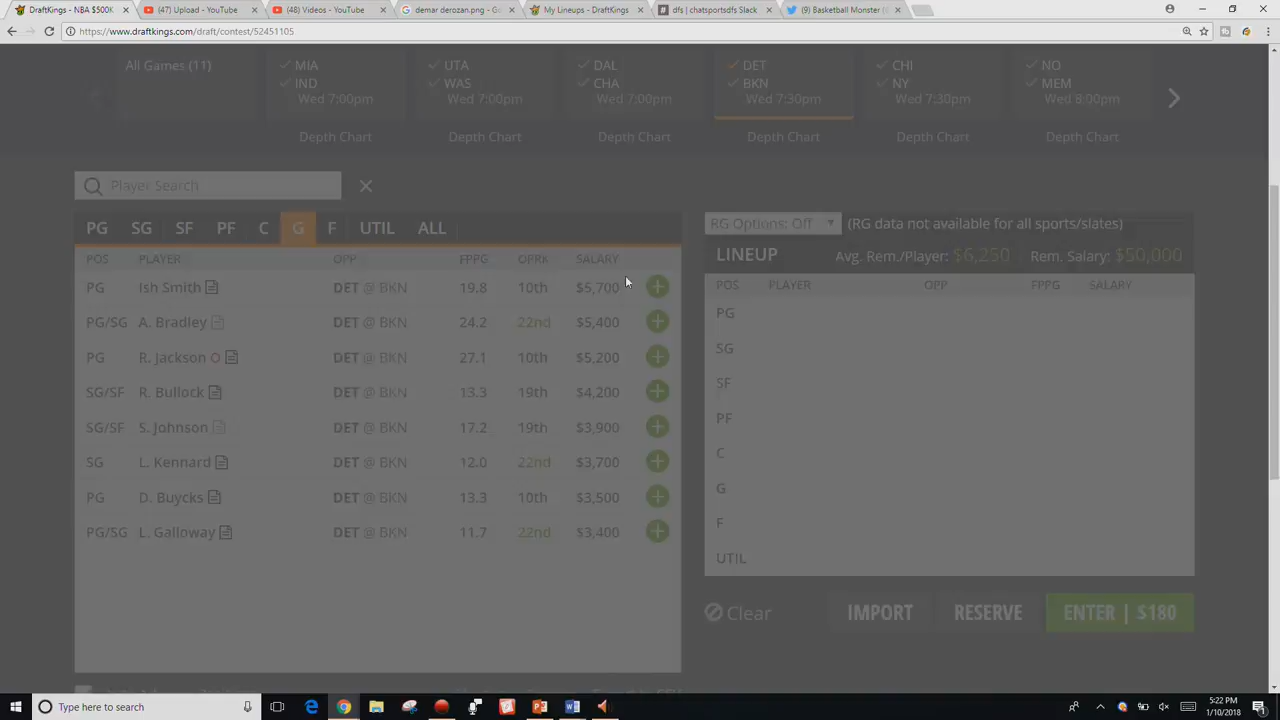 DraftKings - NBA $500K
(47) Upload - YouTube
(48) Videos - YouTube
demar derozan.png - Go
My Lineups - DraftKings
dfs | chatsportsdfs Slack
(9) Basketball Monster (
https://www.draftkings.com/draft/contest/52451105
All Games (11) MIA UTA DAL DET CHI NO
IND WAS CHA BKN NY MEM
Wed 7:00pm Wed 7:00pm Wed 7:00pm Wed 7:30pm Wed 7:30pm Wed 8:00pm
Depth Chart Depth Chart Depth Chart Depth Chart Depth Chart Depth Chart
Player Search
PG SG SF PF C G F UTIL ALL
POS PLAYER OPP FPPG OPRK SALARY
PG Ish Smith DET @ BKN 19.8 10th $5,700
PG/SG A. Bradley DET @ BKN 24.2 22nd $5,400
PG R. Jackson O DET @ BKN 27.1 10th $5,200
SG/SF R. Bullock DET @ BKN 13.3 19th $4,200
SG/SF S. Johnson DET @ BKN 17.2 19th $3,900
SG L. Kennard DET @ BKN 12.0 22nd $3,700
PG D. Buycks DET @ BKN 13.3 10th $3,500
PG/SG L. Galloway DET @ BKN 11.7 22nd $3,400
RG Options: Off (RG data not available for all sports/slates)
LINEUP Avg. Rem./Player: $6,250 Rem. Salary: $50,000
POS PLAYER OPP FPPG SALARY
PG
SG
SF
PF
C
G
F
UTIL
Clear IMPORT RESERVE ENTER | $180
Type here to search
5:22 PM
1/10/2018